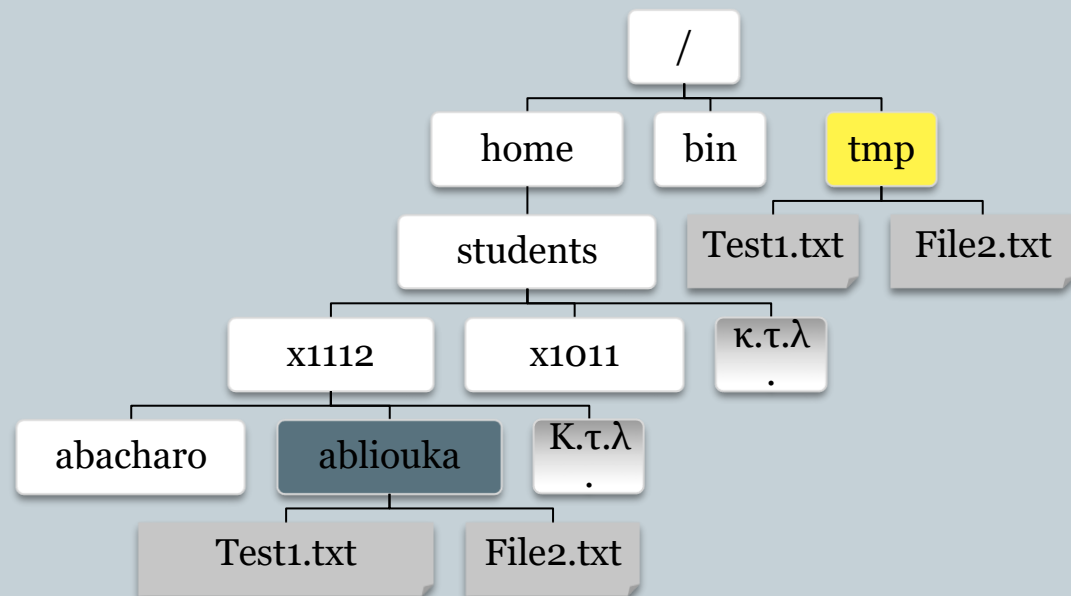 /
home
bin
tmp
students
Test1.txt
File2.txt
x1112
x1011
κ.τ.λ
.
abacharo
abliouka
Κ.τ.λ
.
Test1.txt
File2.txt